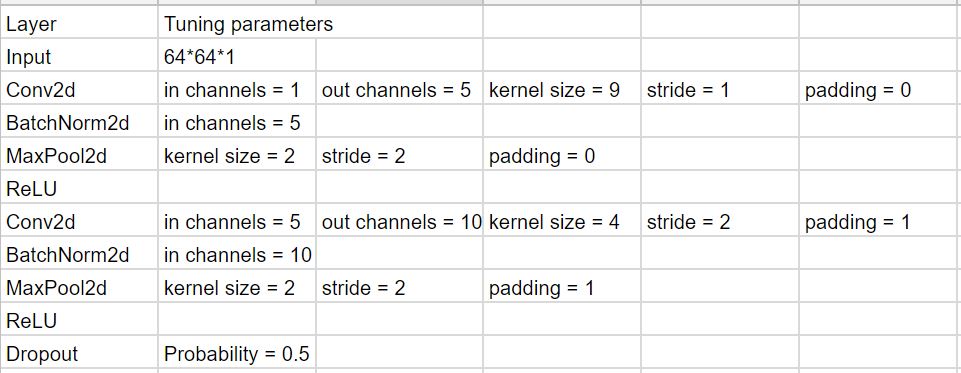 Layer Tuning parameters
Input 64*64*1
Conv2d in channels = 1 out channels = 5 kernel size = 9 stride = 1 padding = 0
BatchNorm2d in channels = 5
MaxPool2d kernel size = 2 stride = 2 padding = 0
ReLU
Conv2d in channels = 5 out channels = 10 kernel size = 4 stride = 2 padding = 1
BatchNorm2d in channels = 10
MaxPool2d kernel size = 2 stride = 2 padding = 1
ReLU
Dropout Probability = 0.5